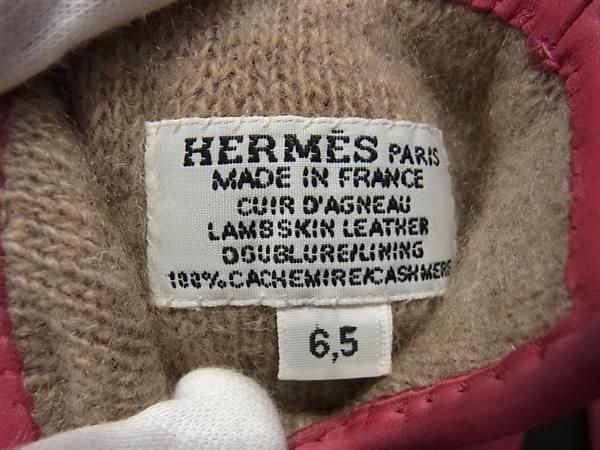 HERMÈS PARIS
MADE IN FRANCE
CUIR D'AGNEAU
LAMBSKIN LEATHER
DOUBLURE/LINING
100% CACHEMIRE/CASHMERE
6,5